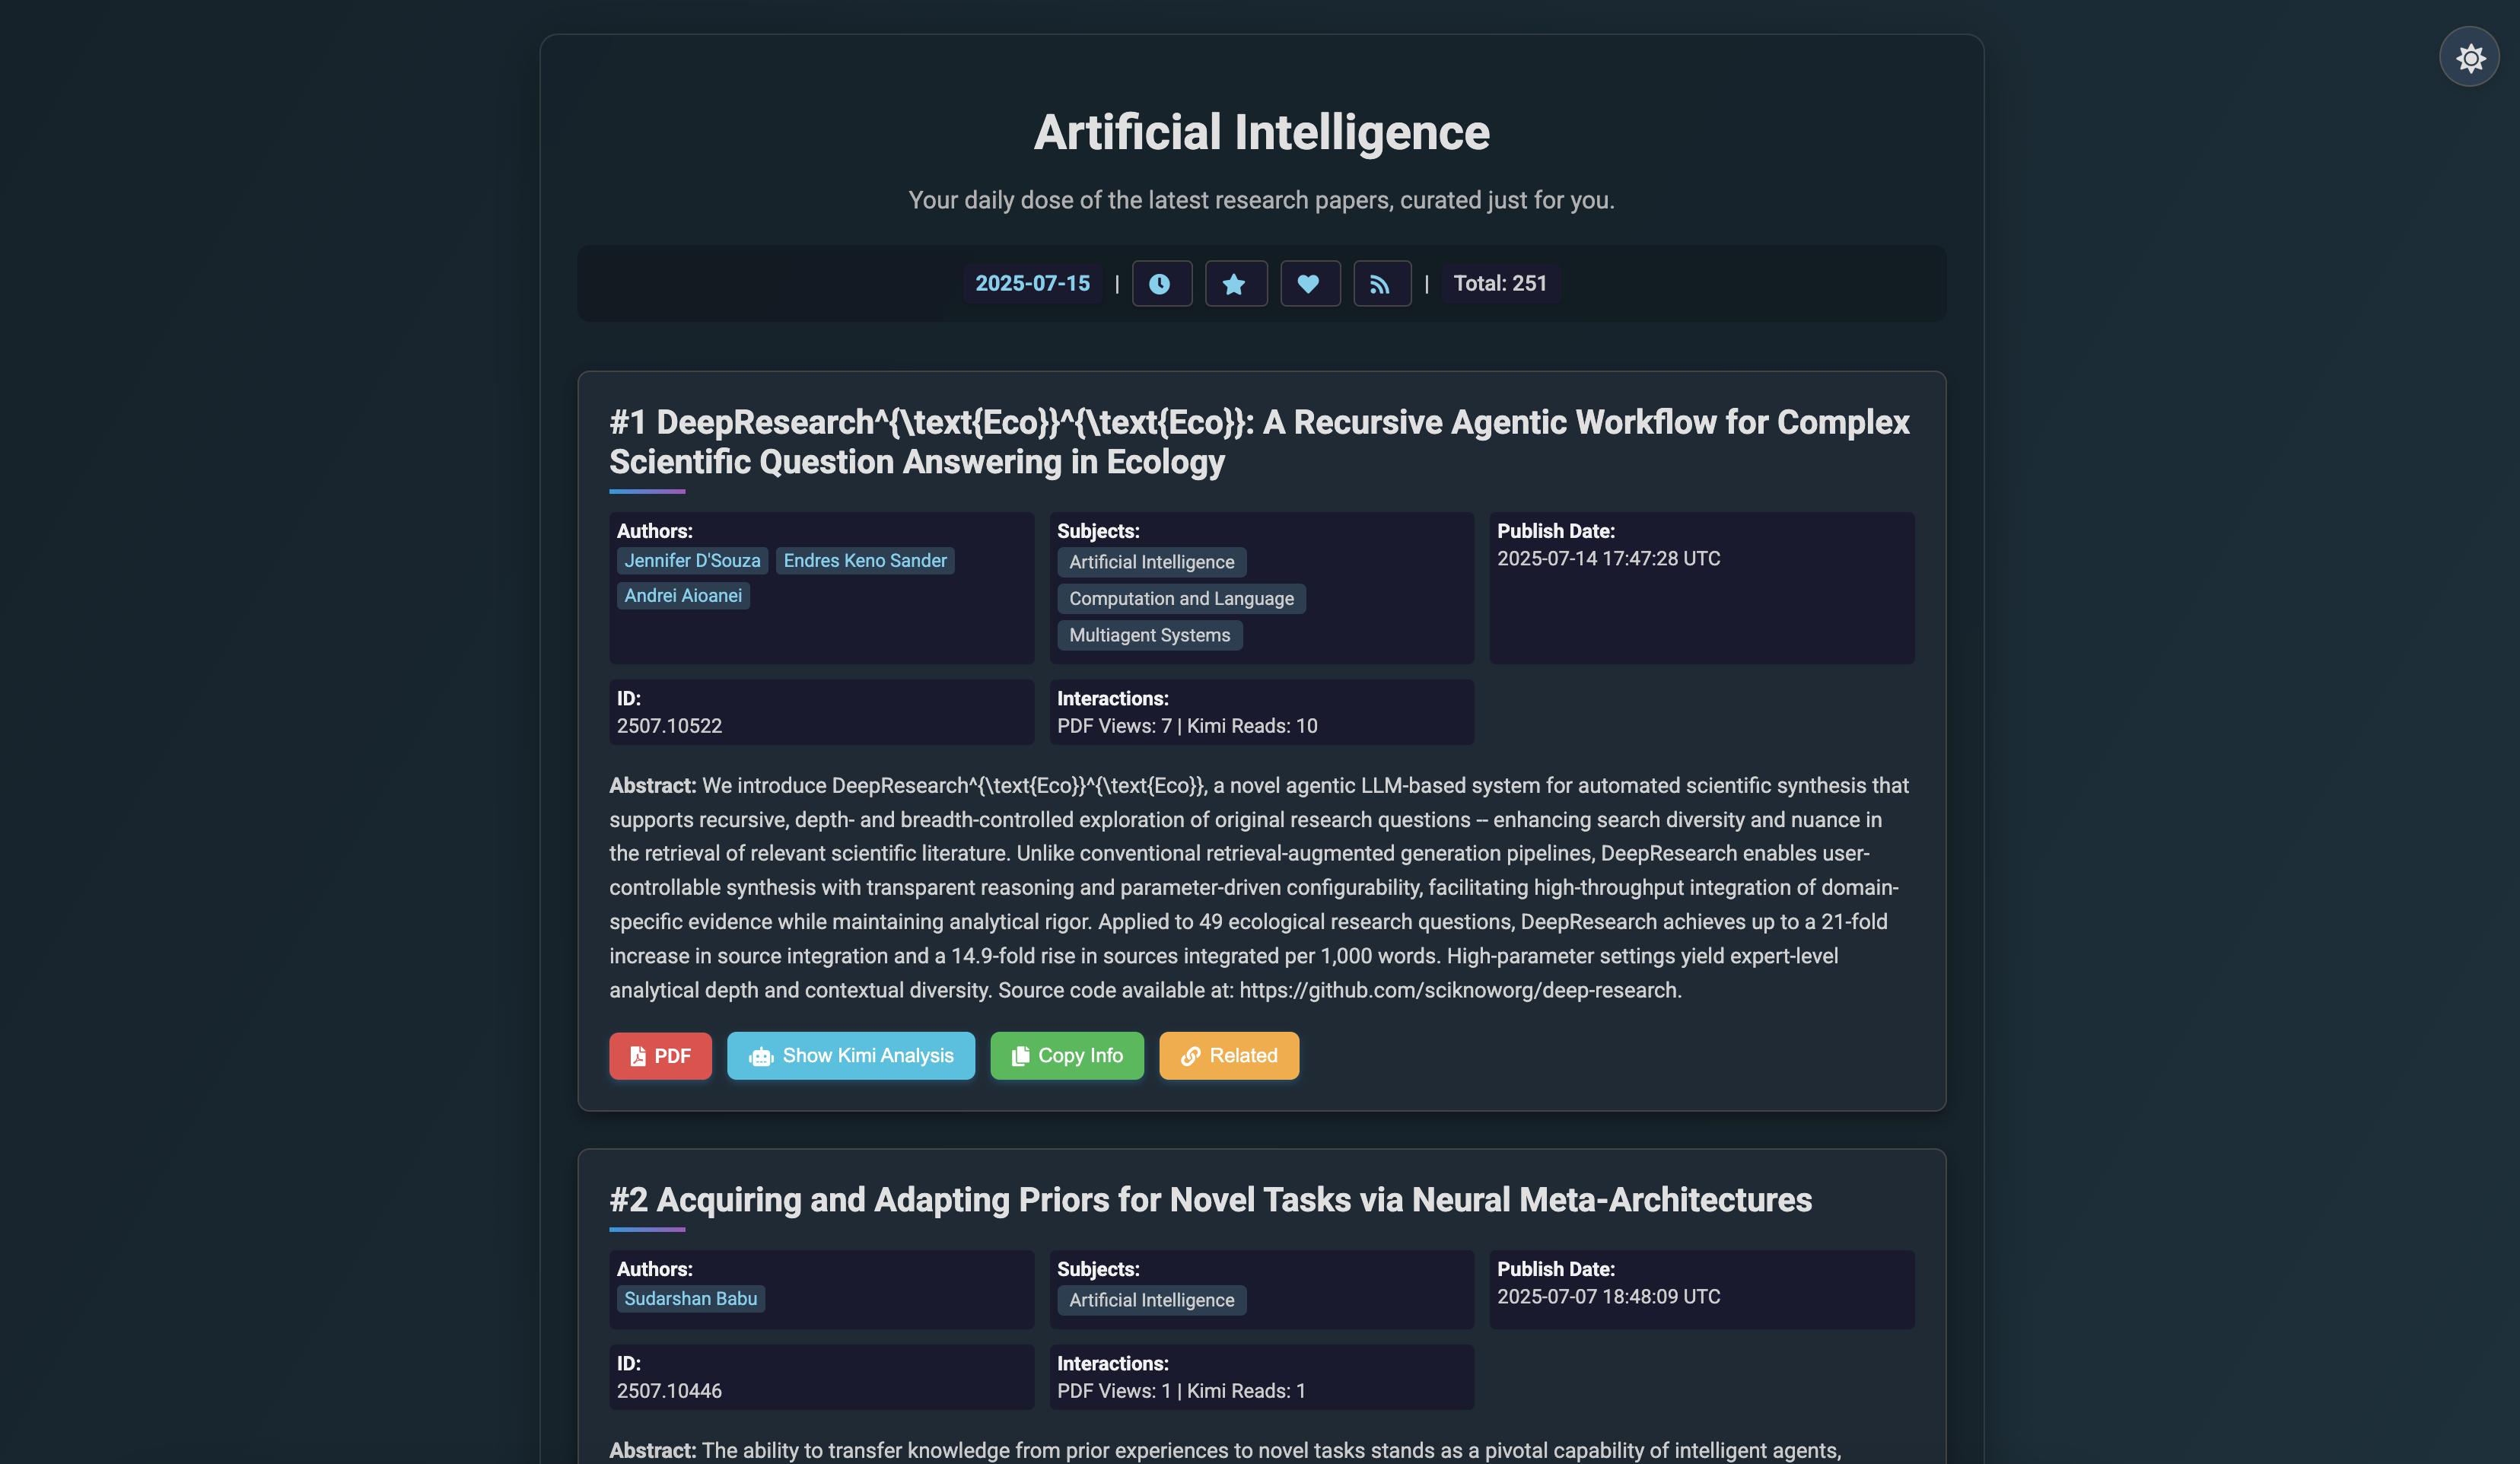 Artificial Intelligence
Your daily dose of the latest research papers, curated just for you.
2025-07-15 | | Total: 251
#1 DeepResearch^{\text{Eco}}^{\text{Eco}}: A Recursive Agentic Workflow for Complex
Scientific Question Answering in Ecology
Authors:
Jennifer D'Souza Endres Keno Sander
Andrei Aioanei
Subjects:
Artificial Intelligence
Computation and Language
Multiagent Systems
Publish Date:
2025-07-14 17:47:28 UTC
ID:
2507.10522
Interactions:
PDF Views: 7 | Kimi Reads: 10
Abstract: We introduce DeepResearch^{\text{Eco}}^{\text{Eco}}, a novel agentic LLM-based system for automated scientific synthesis that
supports recursive, depth- and breadth-controlled exploration of original research questions -- enhancing search diversity and nuance in
the retrieval of relevant scientific literature. Unlike conventional retrieval-augmented generation pipelines, DeepResearch enables user-
controllable synthesis with transparent reasoning and parameter-driven configurability, facilitating high-throughput integration of domain-
specific evidence while maintaining analytical rigor. Applied to 49 ecological research questions, DeepResearch achieves up to a 21-fold
increase in source integration and a 14.9-fold rise in sources integrated per 1,000 words. High-parameter settings yield expert-level
analytical depth and contextual diversity. Source code available at: https://github.com/sciknoworg/deep-research.
PDF Show Kimi Analysis Copy Info Related
#2 Acquiring and Adapting Priors for Novel Tasks via Neural Meta-Architectures
Authors:
Sudarshan Babu
Subjects:
Artificial Intelligence
Publish Date:
2025-07-07 18:48:09 UTC
ID:
2507.10446
Interactions:
PDF Views: 1 | Kimi Reads: 1
Abstract: The ability to transfer knowledge from prior experiences to novel tasks stands as a pivotal capability of intelligent agents,